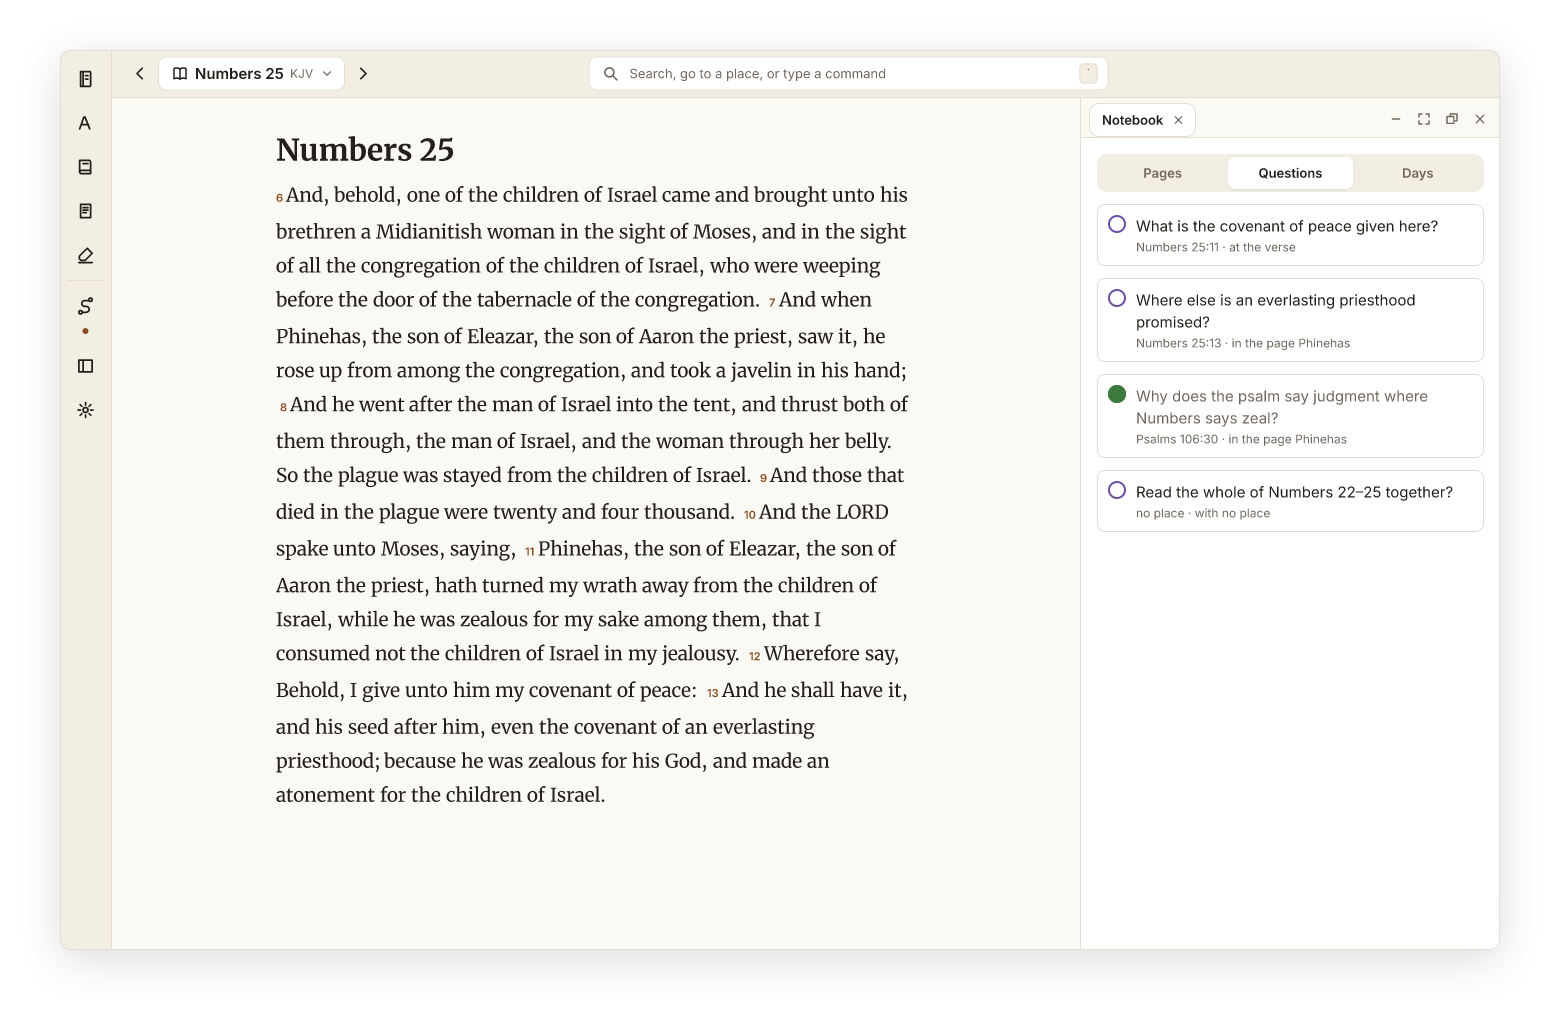 Numbers 25 KJV
Search, go to a place, or type a command
Numbers 25
6 And, behold, one of the children of Israel came and brought unto his
brethren a Midianitish woman in the sight of Moses, and in the sight
of all the congregation of the children of Israel, who were weeping
before the door of the tabernacle of the congregation. 7 And when
Phinehas, the son of Eleazar, the son of Aaron the priest, saw it, he
rose up from among the congregation, and took a javelin in his hand;
8 And he went after the man of Israel into the tent, and thrust both of
them through, the man of Israel, and the woman through her belly.
So the plague was stayed from the children of Israel. 9 And those that
died in the plague were twenty and four thousand. 10 And the LORD
spake unto Moses, saying, 11 Phinehas, the son of Eleazar, the son of
Aaron the priest, hath turned my wrath away from the children of
Israel, while he was zealous for my sake among them, that I
consumed not the children of Israel in my jealousy. 12 Wherefore say,
Behold, I give unto him my covenant of peace: 13 And he shall have it,
and his seed after him, even the covenant of an everlasting
priesthood; because he was zealous for his God, and made an
atonement for the children of Israel.
Notebook
Pages Questions Days
What is the covenant of peace given here?
Numbers 25:11 · at the verse
Where else is an everlasting priesthood
promised?
Numbers 25:13 · in the page Phinehas
Why does the psalm say judgment where
Numbers says zeal?
Psalms 106:30 · in the page Phinehas
Read the whole of Numbers 22–25 together?
no place · with no place